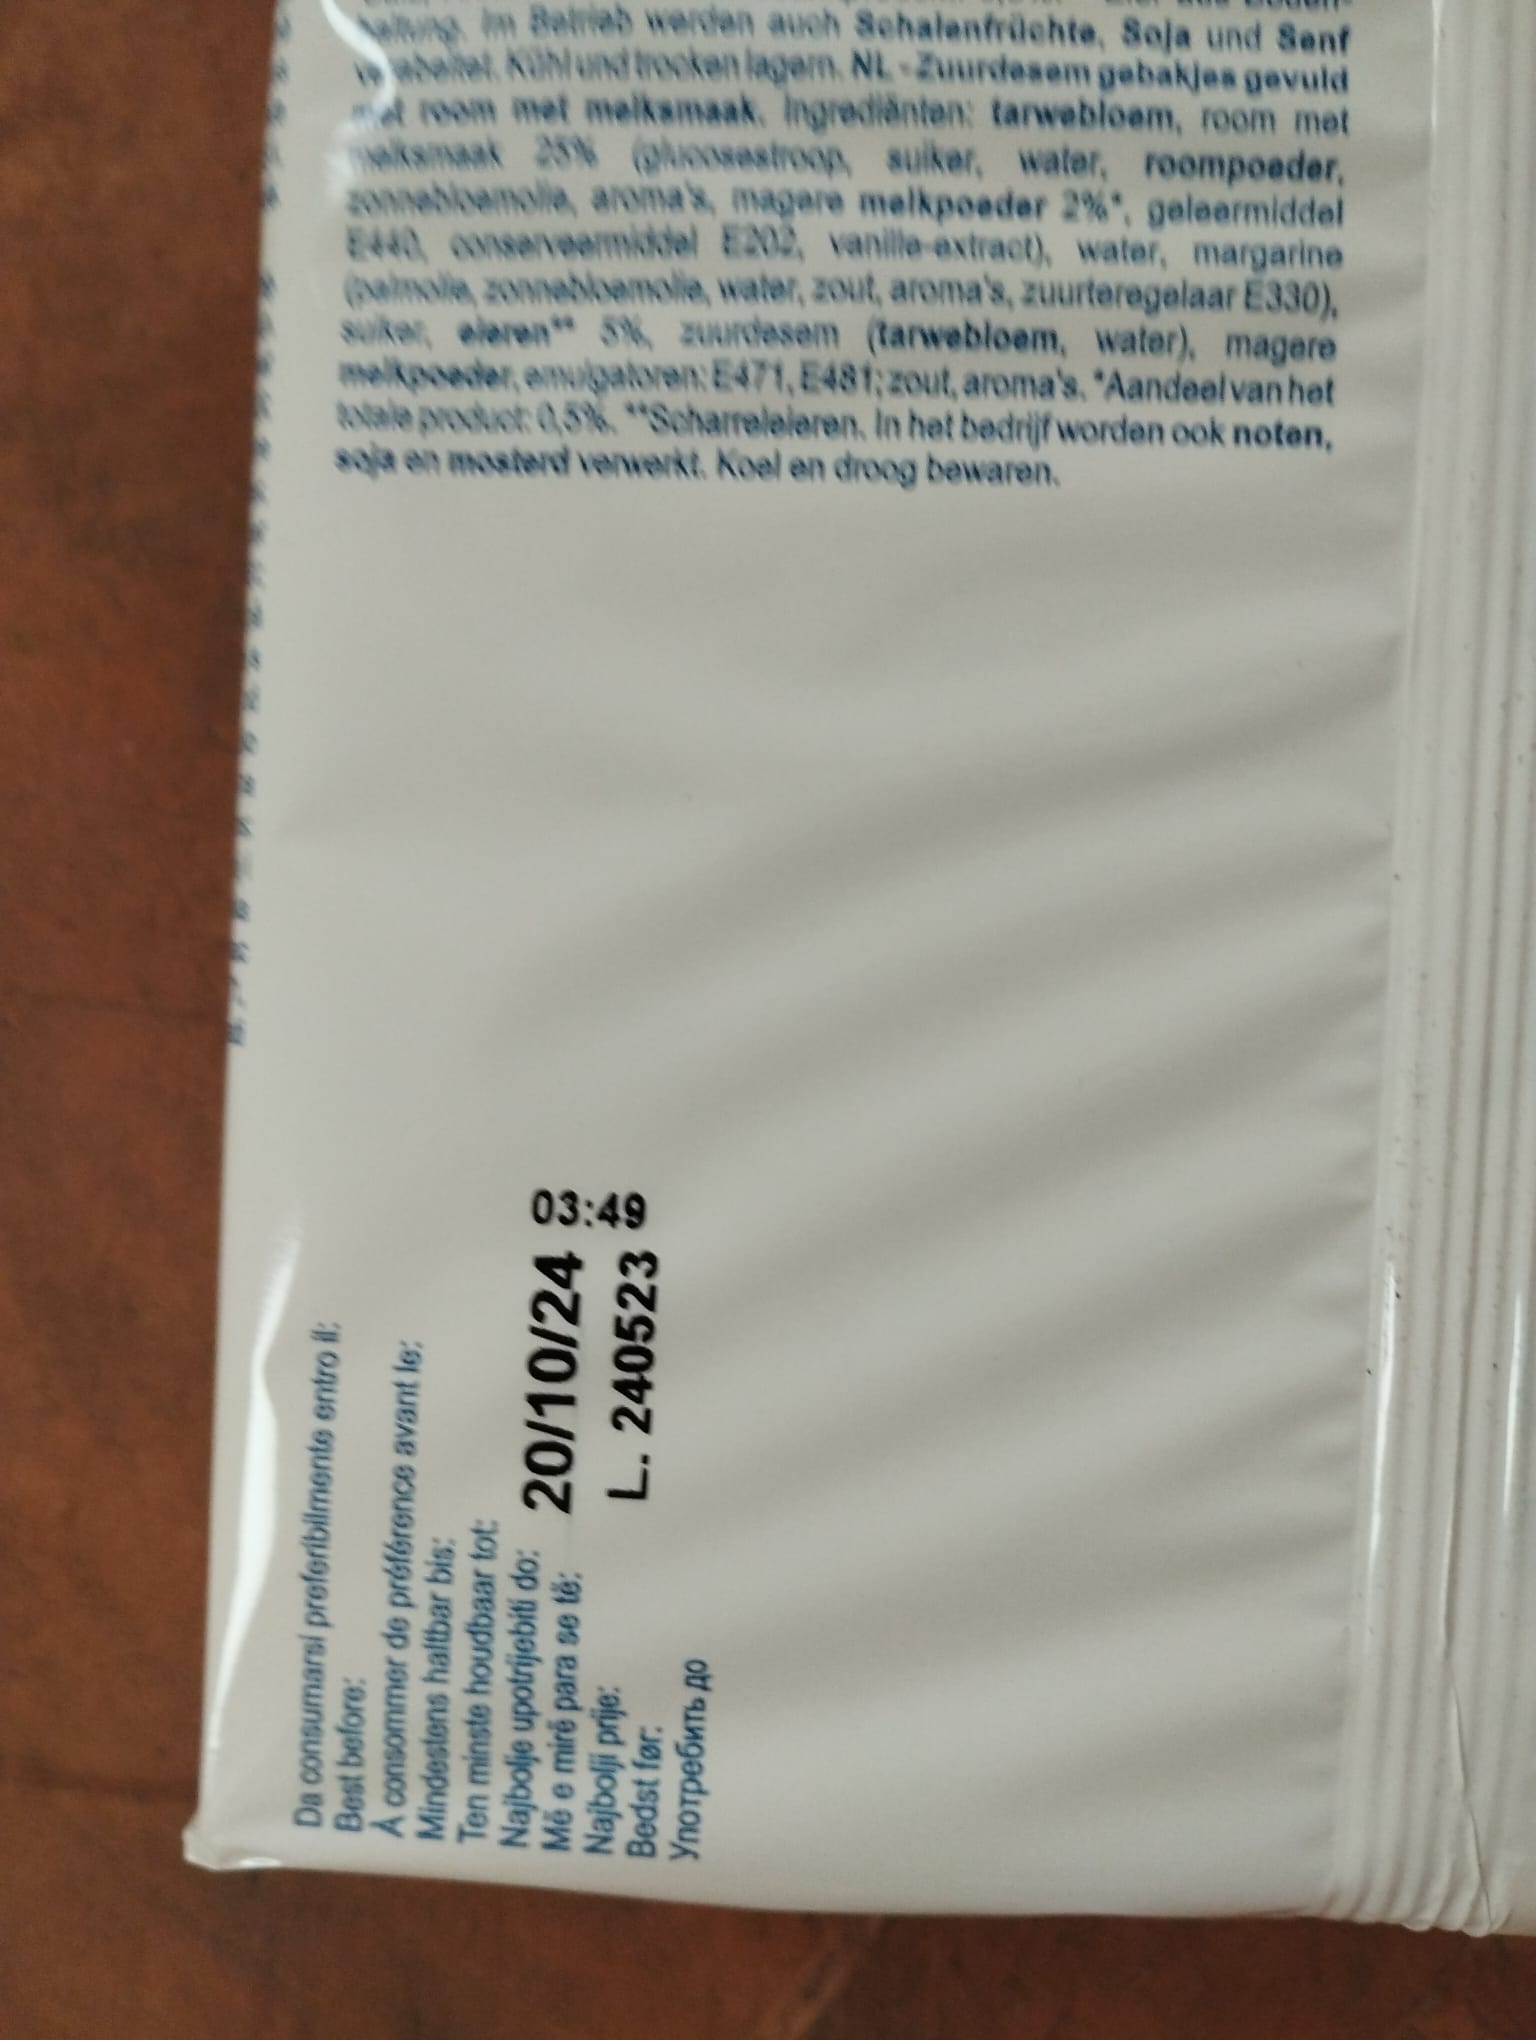 haltung. Im Betrieb werden auch Schalenfrüchte, Soja und Senf
verabeitet. Kühl und trocken lagern. NL - Zuurdesem gebakjes gevuld
met room met melksmaak. Ingrediënten: tarwebloem, room met
melksmaak 25% (glucosestroop, suiker, water, roompoeder,
zonnebloemolie, aroma's, magere melkpoeder 2%*, geleermiddel
E440, conserveermiddel E202, vanille-extract), water, margarine
(palmolie, zonnebloemolie, water, zout, aroma's, zuurteregelaar E330),
suiker, eieren** 5%, zuurdesem (tarwebloem, water), magere
melkpoeder, emulgatoren: E471, E481; zout, aroma's. *Aandeel van het
totale product: 0,5%. **Scharreleieren. In het bedrijf worden ook noten,
soja en mosterd verwerkt. Koel en droog bewaren.
Da consumarsi preferibilmente entro il:
Best before:
À consommer de préférence avant le:
Mindestens haltbar bis:
Ten minste houdbaar tot:
Najbolje upotrijebiti do:
Më e mirë para se të:
Najbolji prije:
Bedst før:
Употребить до
20/10/24 03:49
L. 240523